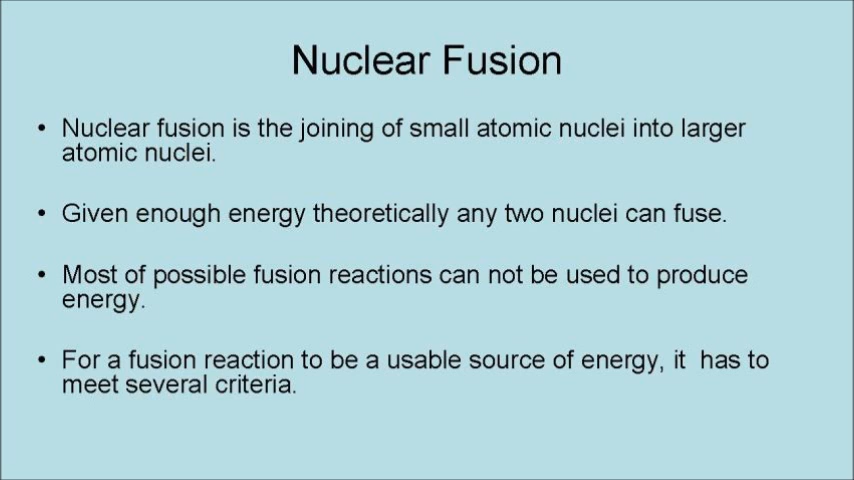 Nuclear Fusion
• Nuclear fusion is the joining of small atomic nuclei into larger
atomic nuclei.
• Given enough energy theoretically any two nuclei can fuse.
• Most of possible fusion reactions can not be used to produce
energy.
• For a fusion reaction to be a usable source of energy, it  has to
meet several criteria.